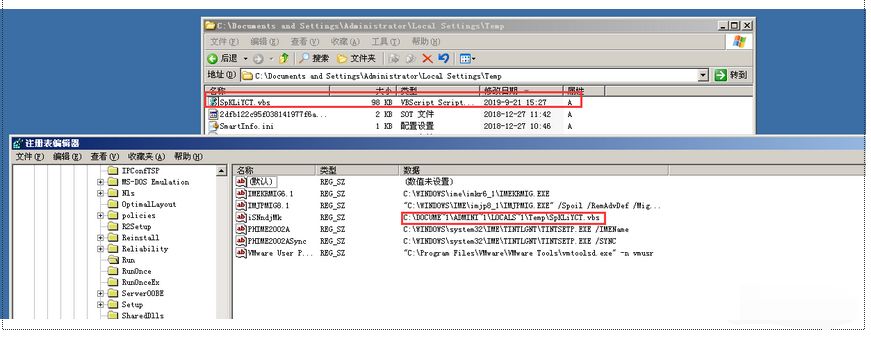 C:\Documents and Settings\Administrator\Local Settings\Temp
文件(F) 编辑(E) 查看(V) 收藏(A) 工具(T) 帮助(H)
后退 搜索 文件夹
地址(D) C:\Documents and Settings\Administrator\Local Settings\Temp 转到
名称 大小 类型 修改日期 属性
SpKLiYCT.vbs 98 KB VBScript Script... 2019-9-21 15:27 A
2dfb122c95f038141977f6a... 2 KB SOT 文件 2018-12-27 11:42 A
SmartInfo.ini 1 KB 配置设置 2018-12-27 10:46 A
注册表编辑器
文件(F) 编辑(E) 查看(V) 收藏夹(A) 帮助(H)
IPConfTSP
MS-DOS Emulation
Nls
OptimalLayout
policies
R2Setup
Reinstall
Reliability
Run
RunOnce
RunOnceEx
ServerOOBE
Setup
SharedDlls
名称 类型 数据
(默认) REG_SZ (数值未设置)
IMEKRMIG6.1 REG_SZ C:\WINDOWS\ime\imkr6_1\IMEKRMIG.EXE
IMJPMIG8.1 REG_SZ "C:\WINDOWS\IME\imjp8_1\IMJPMIG.EXE" /Spoil /RemAdvDef /Mig...
iSNndjMk REG_SZ C:\DOCUME~1\ADMINI~1\LOCALS~1\Temp\SpKLiYCT.vbs
PHIME2002A REG_SZ C:\WINDOWS\system32\IME\TINTLGNT\TINTSETP.EXE /IMEName
PHIME2002ASync REG_SZ C:\WINDOWS\system32\IME\TINTLGNT\TINTSETP.EXE /SYNC
VMware User P... REG_SZ "C:\Program Files\VMware\VMware Tools\vmtoolsd.exe" -n vmusr